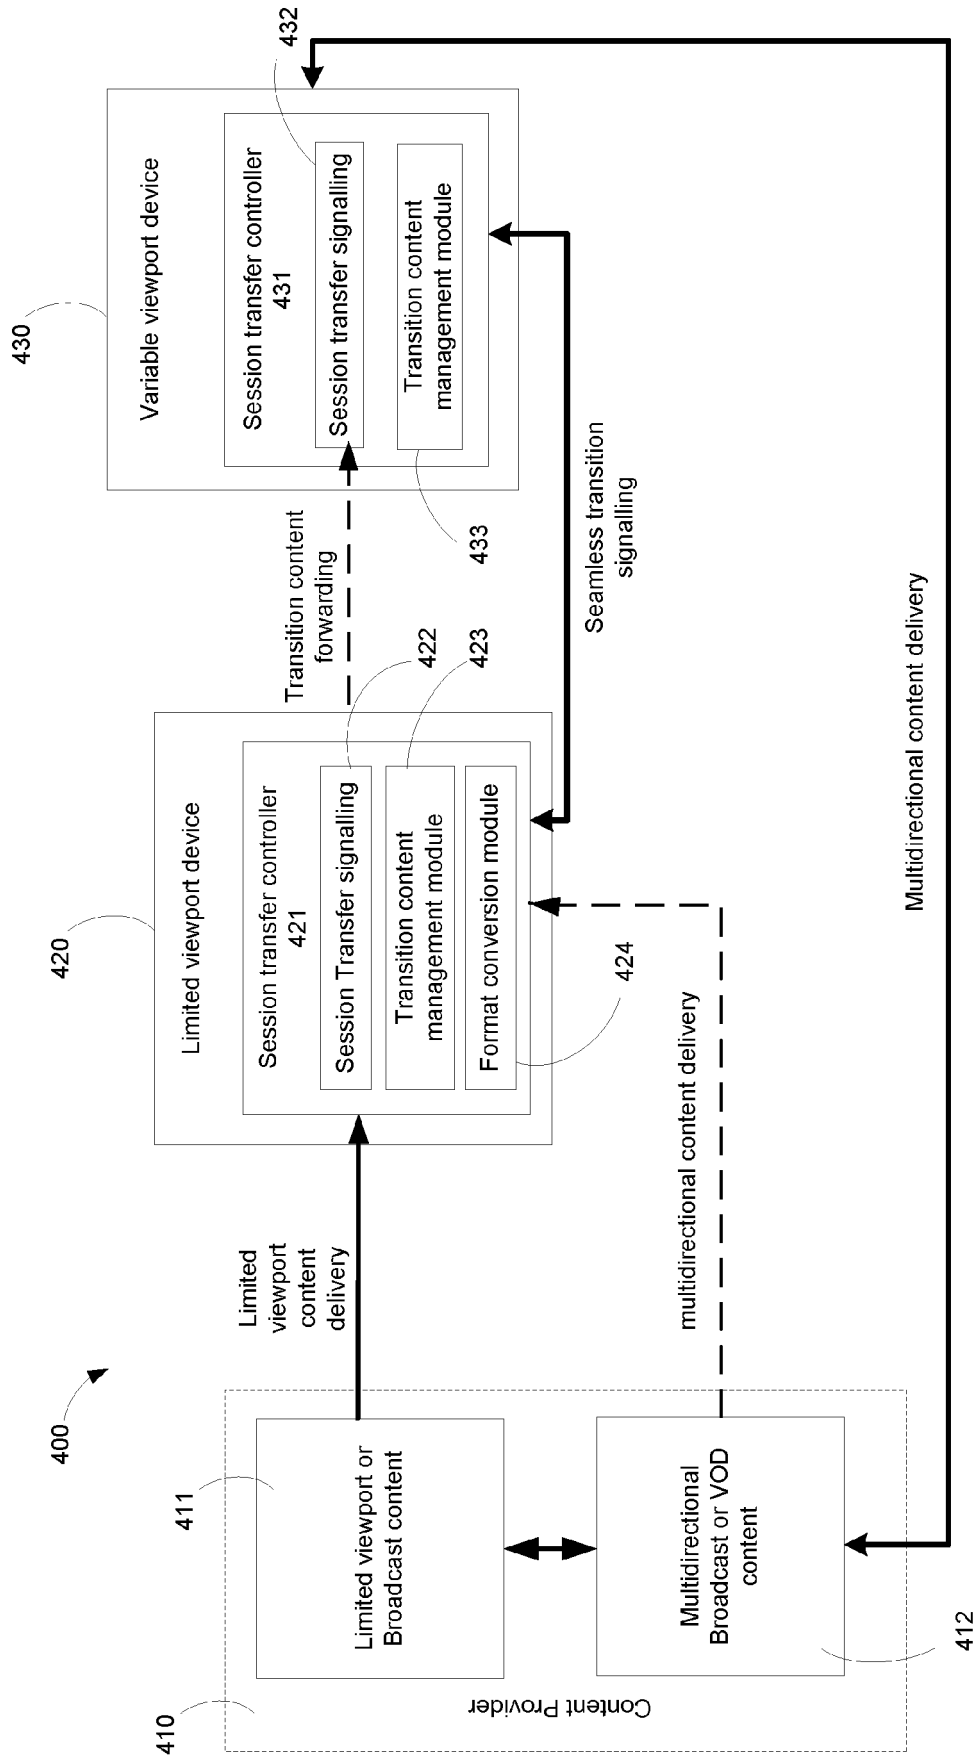 400
410
Content Provider
411
Limited viewport or
Broadcast content
Multidirectional
Broadcast or VOD
content
412
Limited
viewport
content
delivery
multidirectional content delivery
420
Limited viewport device
Session transfer controller
421
Session Transfer signalling
422
Transition content
management module
423
Format conversion module
424
Transition content
forwarding
Seamless transition
signalling
Multidirectional content delivery
430
Variable viewport device
Session transfer controller
431
Session transfer signalling
432
Transition content
management module
433